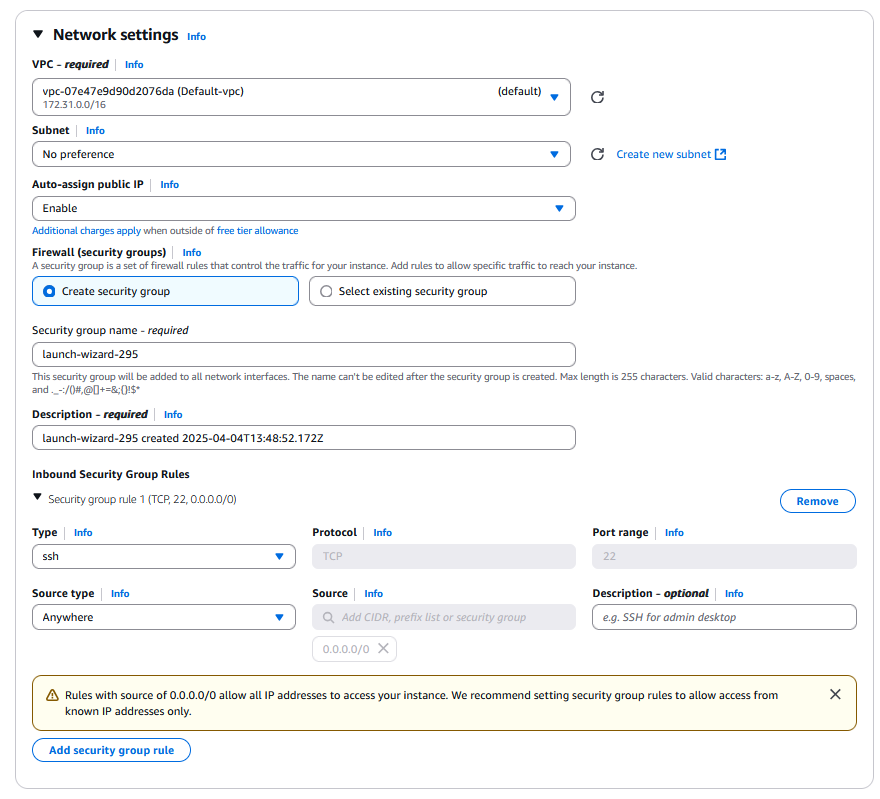 Network settings Info
VPC - required Info
vpc-07e47e9d90d2076da (Default-vpc) (default)
172.31.0.0/16
Subnet Info
No preference
Create new subnet
Auto-assign public IP Info
Enable
Additional charges apply when outside of free tier allowance
Firewall (security groups) Info
A security group is a set of firewall rules that control the traffic for your instance. Add rules to allow specific traffic to reach your instance.
Create security group
Select existing security group
Security group name - required
launch-wizard-295
This security group will be added to all network interfaces. The name can't be edited after the security group is created. Max length is 255 characters. Valid characters: a-z, A-Z, 0-9, spaces,
and ._-:/()#,@[]+=&;{}!$*
Description - required Info
launch-wizard-295 created 2025-04-04T13:48:52.172Z
Inbound Security Group Rules
Security group rule 1 (TCP, 22, 0.0.0.0/0)
Remove
Type Info
Protocol Info
Port range Info
ssh
TCP
22
Source type Info
Source Info
Description - optional Info
Anywhere
Add CIDR, prefix list or security group
e.g. SSH for admin desktop
0.0.0.0/0
Rules with source of 0.0.0.0/0 allow all IP addresses to access your instance. We recommend setting security group rules to allow access from
known IP addresses only.
Add security group rule